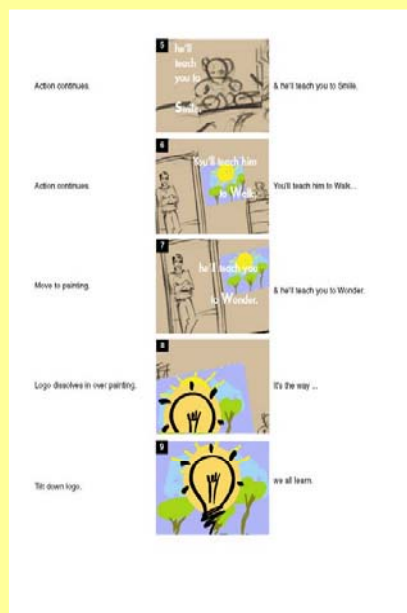 5
he'll
teach
you to
Smile.
Action continues.
& he'll teach you to Smile.
6
You'll teach him
to Walk
Action continues
You'll teach him to Walk...
7
he'll teach you
to Wonder.
Move to painting.
& he'll teach you to Wonder.
8
Logo dissolves in over painting.
It's the way ...
9
Tilt down logo.
we all learn.